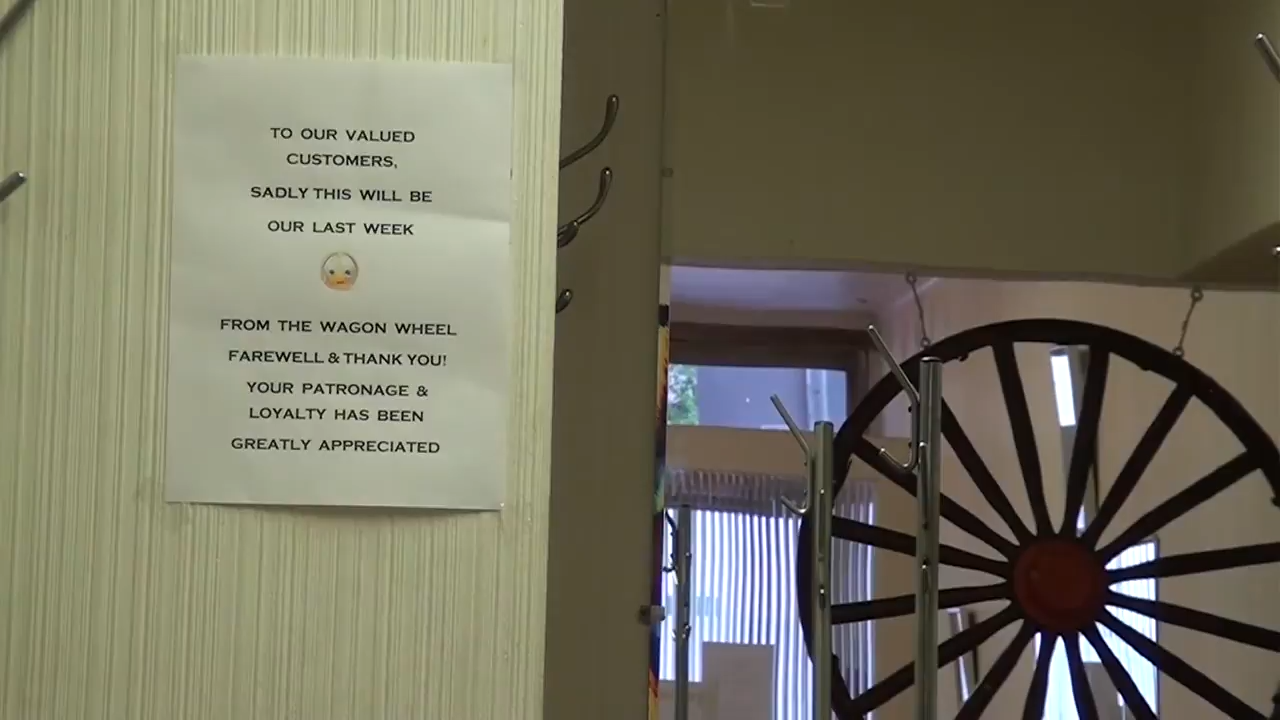 TO OUR VALUED
CUSTOMERS,
SADLY THIS WILL BE
OUR LAST WEEK
FROM THE WAGON WHEEL
FAREWELL & THANK YOU!
YOUR PATRONAGE &
LOYALTY HAS BEEN
GREATLY APPRECIATED